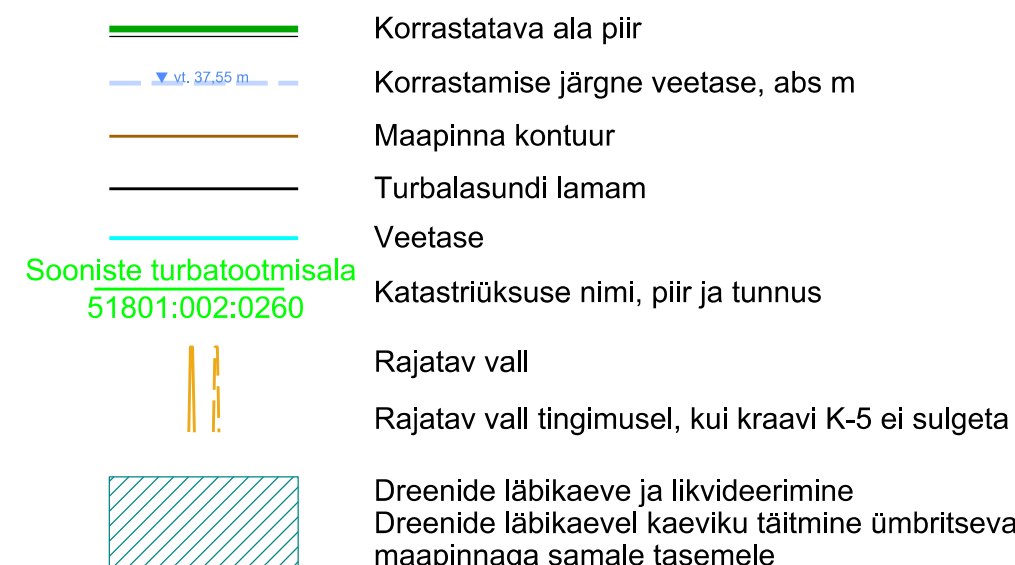 Korrastatava ala piir
▼ vt. 37,55 m
Korrastamise järgne veetase, abs m
Maapinna kontuur
Turbalasundi lamam
Veetase
Sooniste turbatootmisala
51801:002:0260
Katastriüksuse nimi, piir ja tunnus
Rajatav vall
Rajatav vall tingimusel, kui kraavi K-5 ei sulgeta
Dreenide läbikaeve ja likvideerimine
Dreenide läbikaevel kaeviku täitmine ümbritseva
maapinnaga samale tasemele